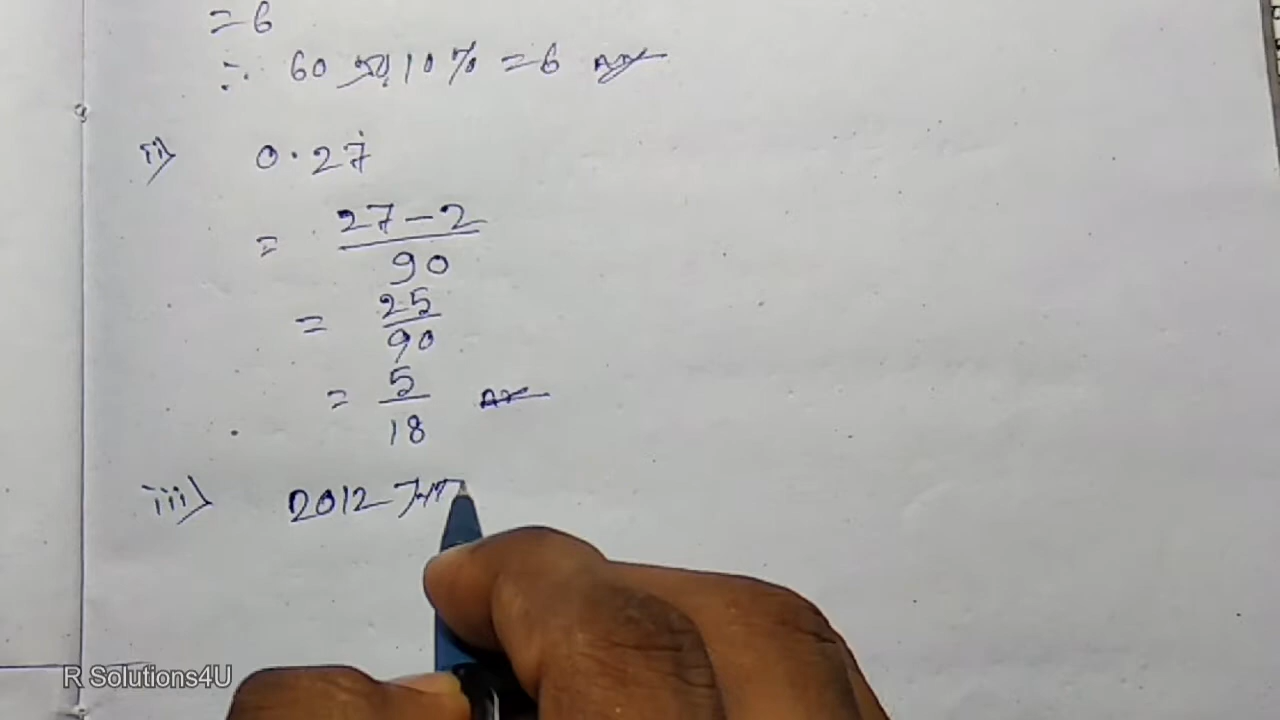 = 6
∴ 60 এর 10% = 6 Ans
ii) 0.27̇
= 27 - 2 / 90
= 25 / 90
= 5 / 18 Ans
iii) 2012
R Solutions4U